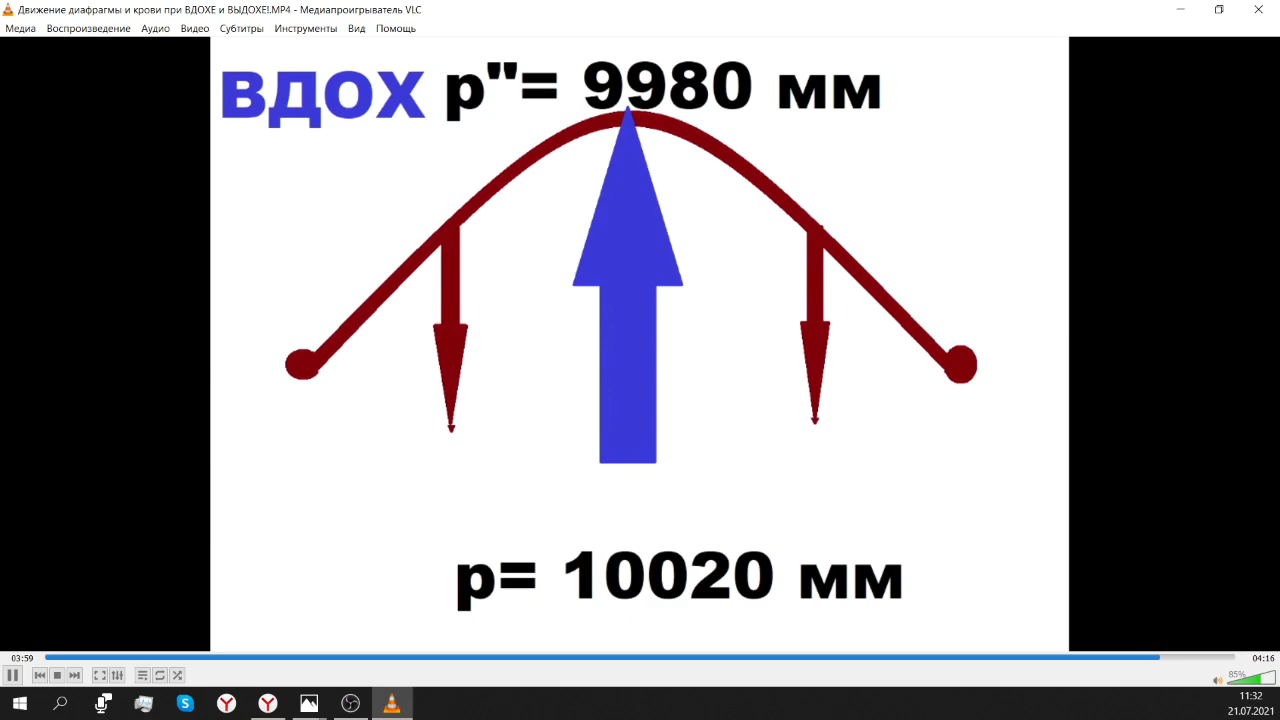 Движение диафрагмы и крови при ВДОХЕ и ВЫДОХЕ!.MP4 - Медиапроигрыватель VLC
Медиа Воспроизведение Аудио Видео Субтитры Инструменты Вид Помощь
ВДОХ p"= 9980 мм
p= 10020 мм
03:59 04:16
85%
11:32
21.07.2021